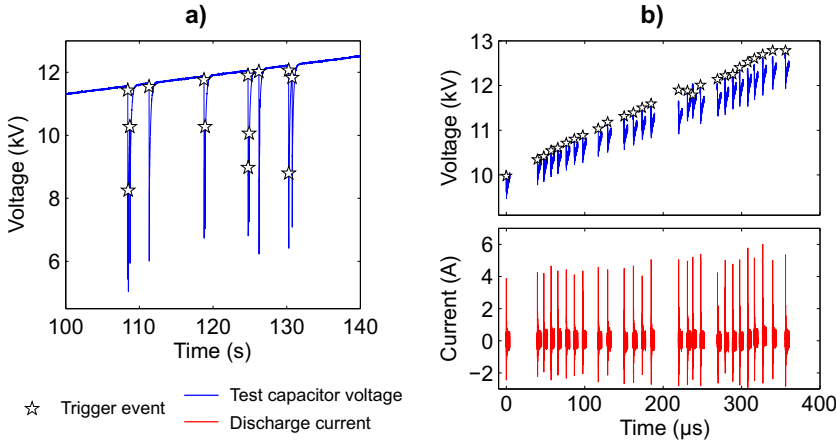 a)
Voltage (kV)
12
10
8
6
100 110 120 130 140
Time (s)
b)
Voltage (kV)
13
12
11
10
Current (A)
6
4
2
0
−2
0 100 200 300 400
Time (µs)
Trigger event
Test capacitor voltage
Discharge current